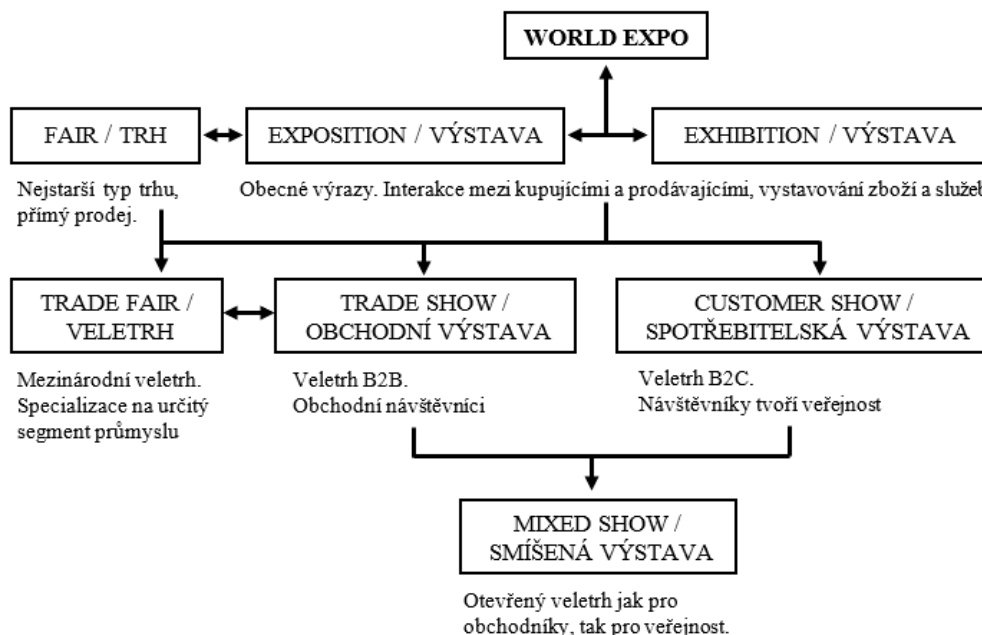 WORLD EXPO
FAIR / TRH
EXPOSITION / VÝSTAVA
EXHIBITION / VÝSTAVA
Nejstarší typ trhu,
přímý prodej.
Obecné výrazy. Interakce mezi kupujícími a prodávajícími, vystavování zboží a služeb
TRADE FAIR /
VELETRH
TRADE SHOW /
OBCHODNÍ VÝSTAVA
CUSTOMER SHOW /
SPOTŘEBITELSKÁ VÝSTAVA
Mezinárodní veletrh.
Specializace na určitý
segment průmyslu
Veletrh B2B.
Obchodní návštěvníci
Veletrh B2C.
Návštěvníky tvoří veřejnost
MIXED SHOW /
SMÍŠENÁ VÝSTAVA
Otevřený veletrh jak pro
obchodníky, tak pro veřejnost.